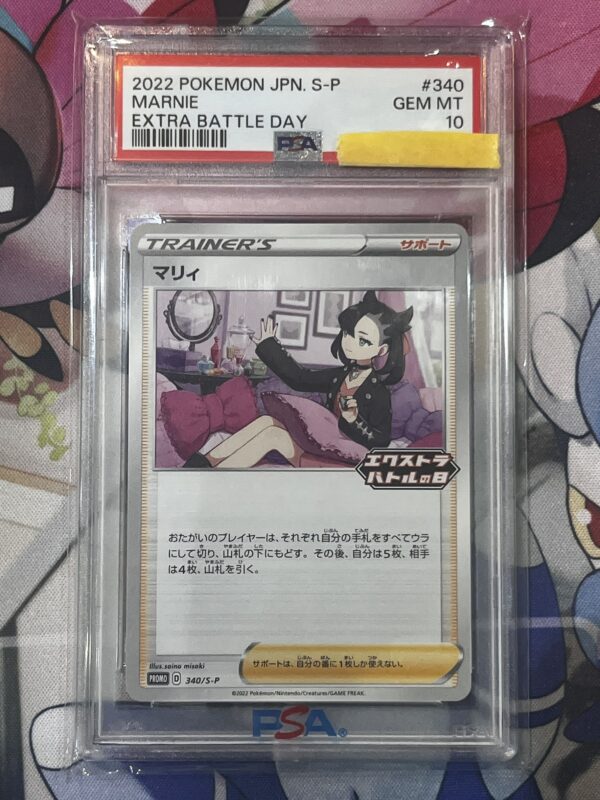 2022 POKEMON JPN. S-P #340
MARNIE GEM MT
EXTRA BATTLE DAY 10
PSA
TRAINER'S サポート
マリィ
エクストラ
バトルの日
おたがいのプレイヤーは、それぞれ自分の手札をすべてウラ
にして切り、山札の下にもどす。その後、自分は5枚、相手
は4枚、山札を引く。
Illus.saino misaki
サポートは、自分の番に1枚しか使えない。
PROMO D 340/S-P
©2022 Pokémon/Nintendo/Creatures/GAME FREAK.
PSA®